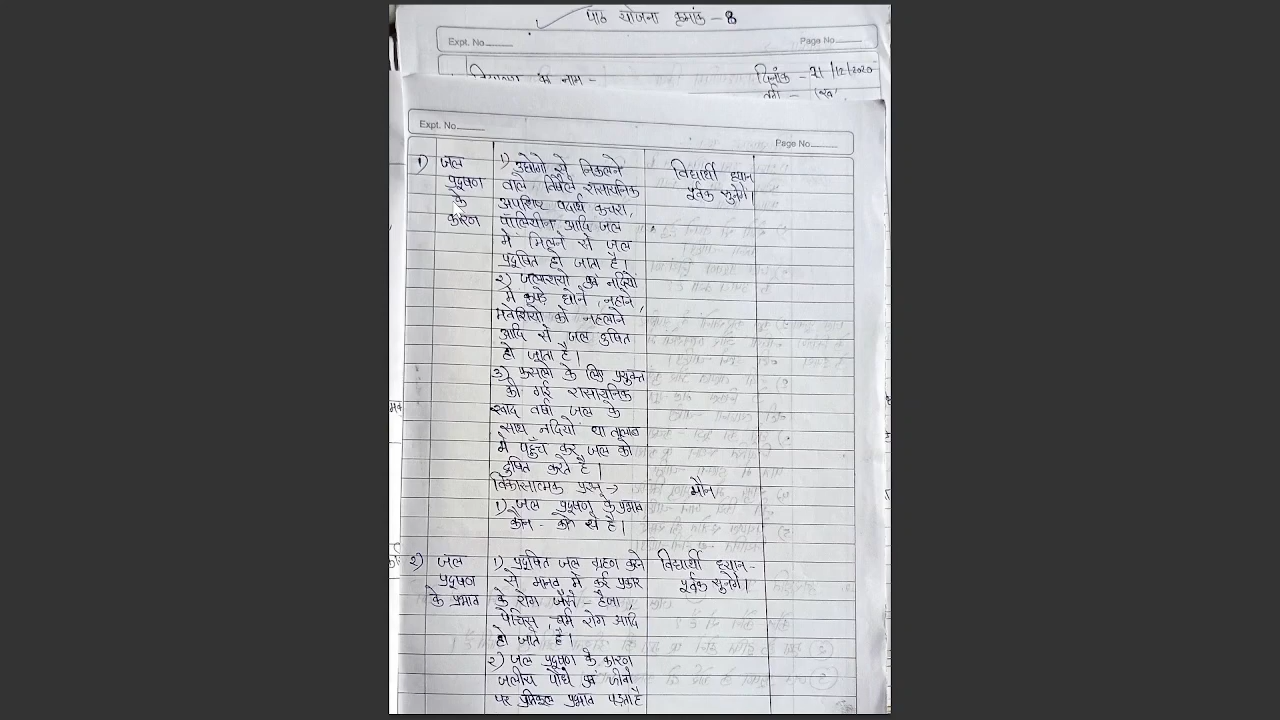 पाठ योजना क्रमांक - 8
Expt. No.
Page No.
का नाम -
दिनांक - 21/12/2020
Expt. No.
Page No.
1) जल
प्रदूषण
के
कारन
1) उद्योगो से निकलने
वाले विषैले रासायनिक
अपशिष्ट पदार्थ कचरा,
पॉलिथीन आदि जल
में मिलने से जल
प्रदूषित हो जाता है।
2) जलाशयो एवं नदियों
में कपड़े धोने, नहाने,
मवेशियों को नहलाने
आदि से जल दूषित
हो जाता है।
3) फसलो के लिए प्रयुक्त
की गई रासायनिक
खाद वर्षा जल के
साथ नदियों या तालाब
में पहुँच कर जल को
दूषित करते है।
विकासात्मक प्रश्न →
1) जल प्रदूषण के प्रभाव
कौन - कौन से है।
विद्यार्थी ध्यान
पूर्वक सुनेगे।
मौन
2) जल
प्रदूषण
के प्रभाव
1) प्रदूषित जल ग्रहण करने
से मानव में कई प्रकार
के रोग जैसे - हैजा,
पेचिस, चर्म रोग आदि
हो जाते है।
2) जल प्रदूषण के कारण
जलीय पौधे एवं जीवो
पर प्रतिकूल प्रभाव पड़ता है
विद्यार्थी ध्यान -
पूर्वक सुनेगे।